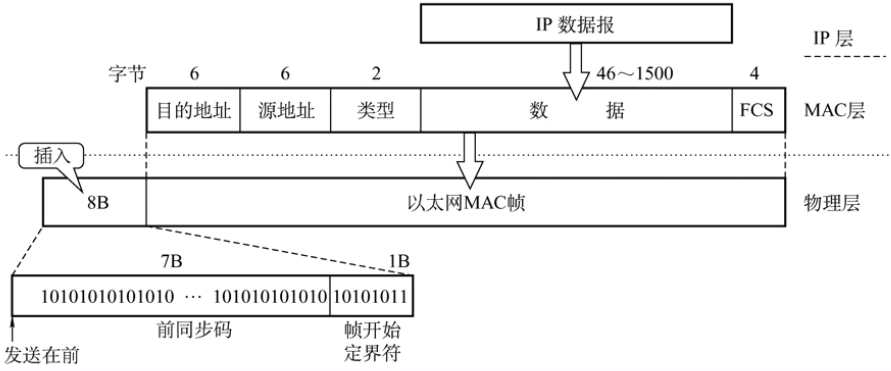 IP 数据报
IP 层
字节 6 6 2 46～1500 4
目的地址 源地址 类型 数 据 FCS MAC层
插入
8B 以太网MAC帧 物理层
7B 1B
10101010101010 … 101010101010 10101011
前同步码 帧开始
定界符
发送在前